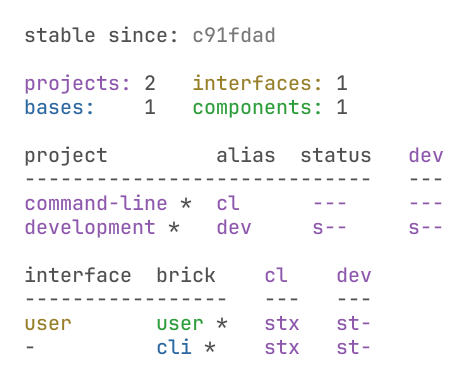 stable since: c91fdad
projects: 2   interfaces: 1
bases:    1   components: 1
project         alias  status   dev
-----------------------------   ---
command-line *  cl      ---     ---
development *   dev     s--     s--
interface  brick    cl    dev
-----------------   ---   ---
user       user *   stx   st-
-          cli *    stx   st-